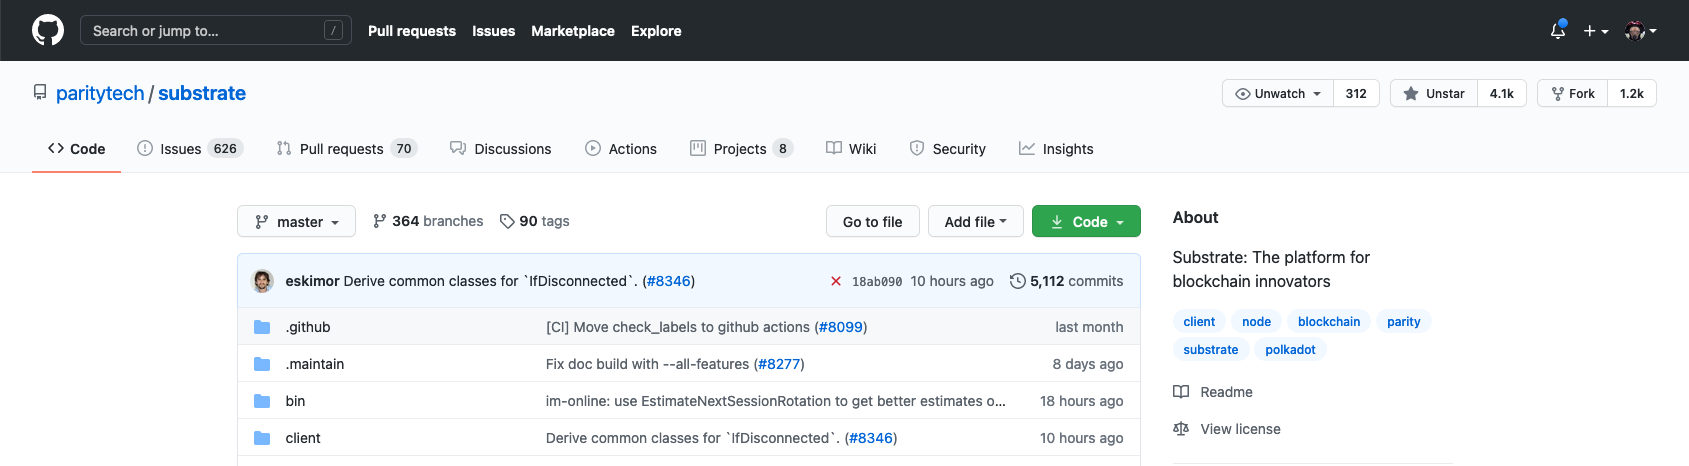 Search or jump to... / Pull requests Issues Marketplace Explore
paritytech / substrate Unwatch 312 Unstar 4.1k Fork 1.2k
Code Issues 626 Pull requests 70 Discussions Actions Projects 8 Wiki Security Insights
master 364 branches 90 tags Go to file Add file Code
eskimor Derive common classes for `IfDisconnected`. (#8346) 18ab090 10 hours ago 5,112 commits
.github [CI] Move check_labels to github actions (#8099) last month
.maintain Fix doc build with --all-features (#8277) 8 days ago
bin im-online: use EstimateNextSessionRotation to get better estimates o... 18 hours ago
client Derive common classes for `IfDisconnected`. (#8346) 10 hours ago
About
Substrate: The platform for
blockchain innovators
client node blockchain parity
substrate polkadot
Readme
View license